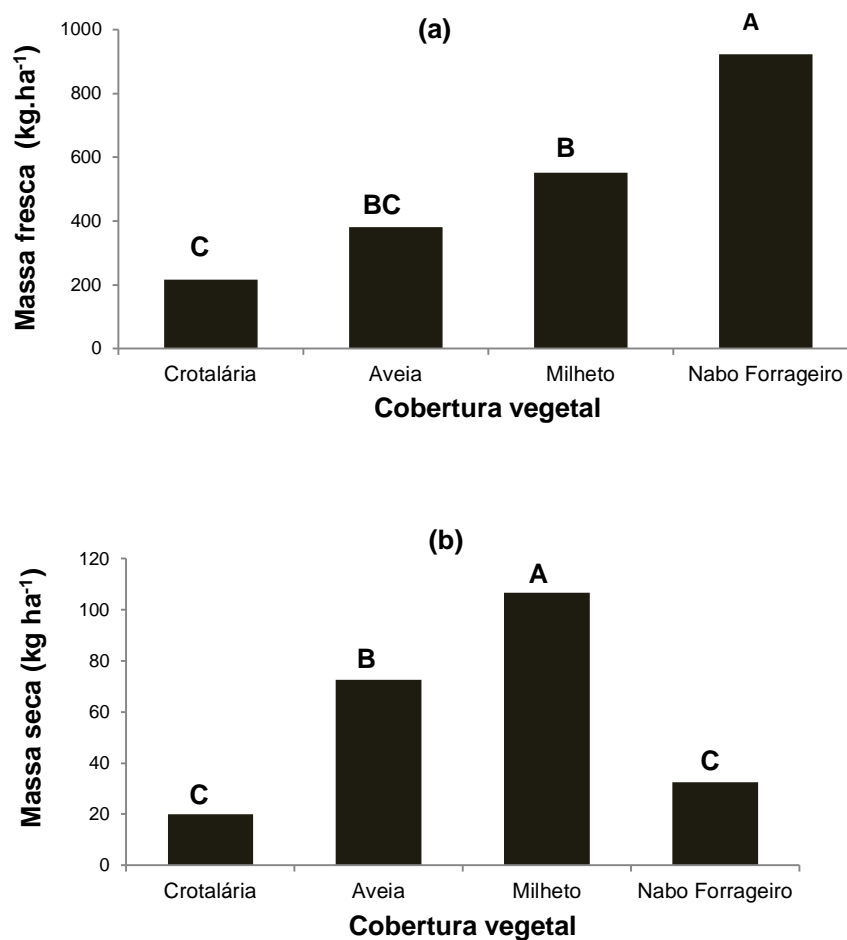 (a)
A
1000
800
B
600
BC
400
C
200
0
Massa fresca (kg.ha⁻¹)
Crotalária Aveia Milheto Nabo Forrageiro
Cobertura vegetal
(b)
120
A
100
80
B
60
40
C
C
20
0
Massa seca (kg ha⁻¹)
Crotalária Aveia Milheto Nabo Forrageiro
Cobertura vegetal